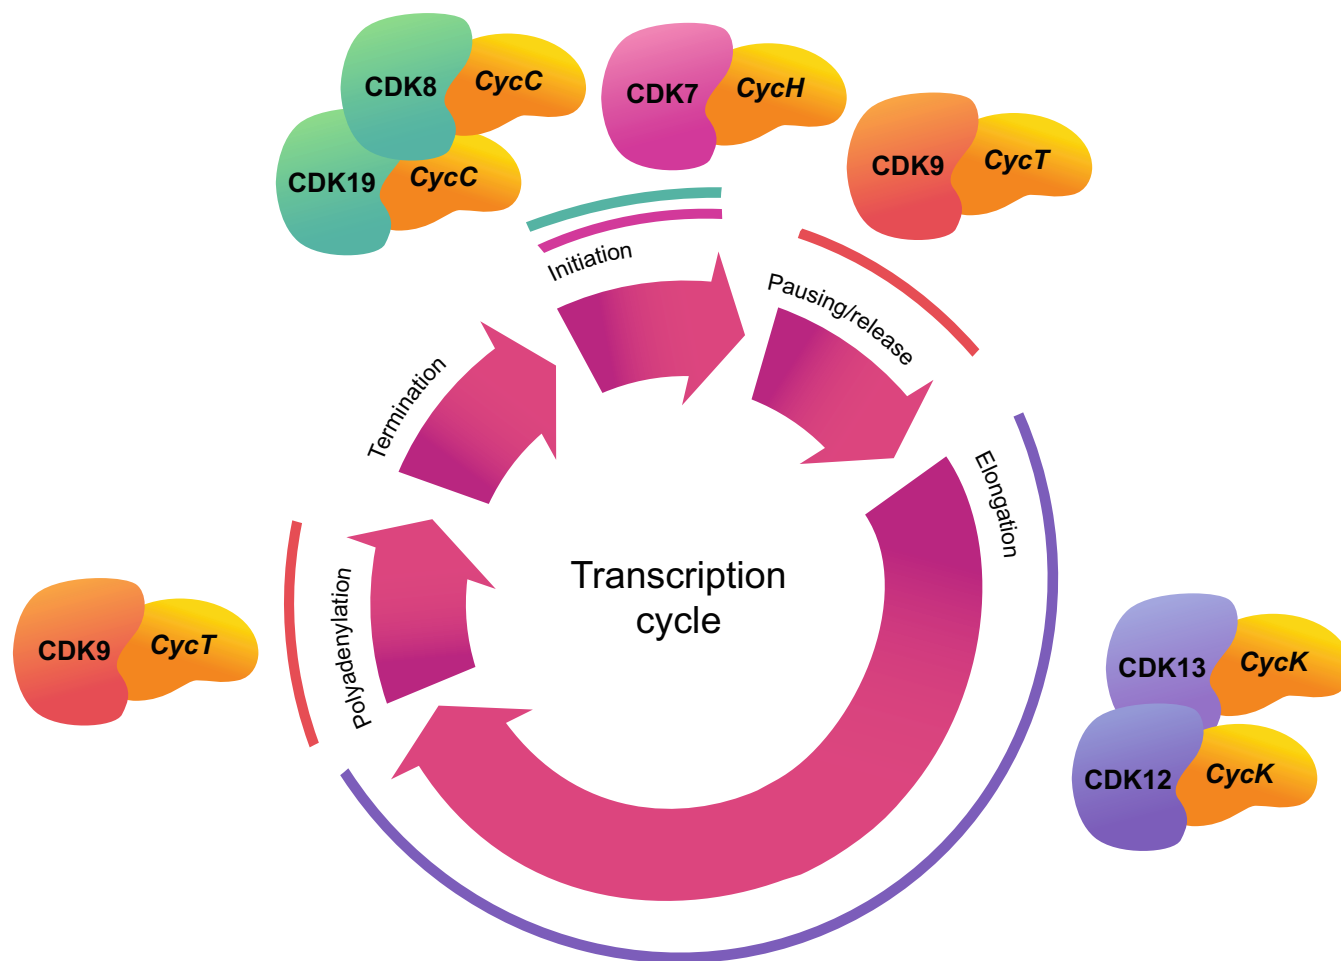 CDK8
CycC
CDK19
CycC
CDK7
CycH
CDK9
CycT
Initiation
Pausing/release
Elongation
Termination
Polyadenylation
Transcription
cycle
CDK9
CycT
CDK13
CycK
CDK12
CycK